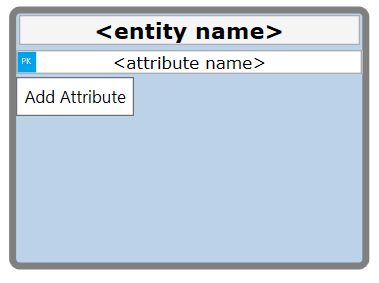 <entity name>
PK <attribute name>
Add Attribute